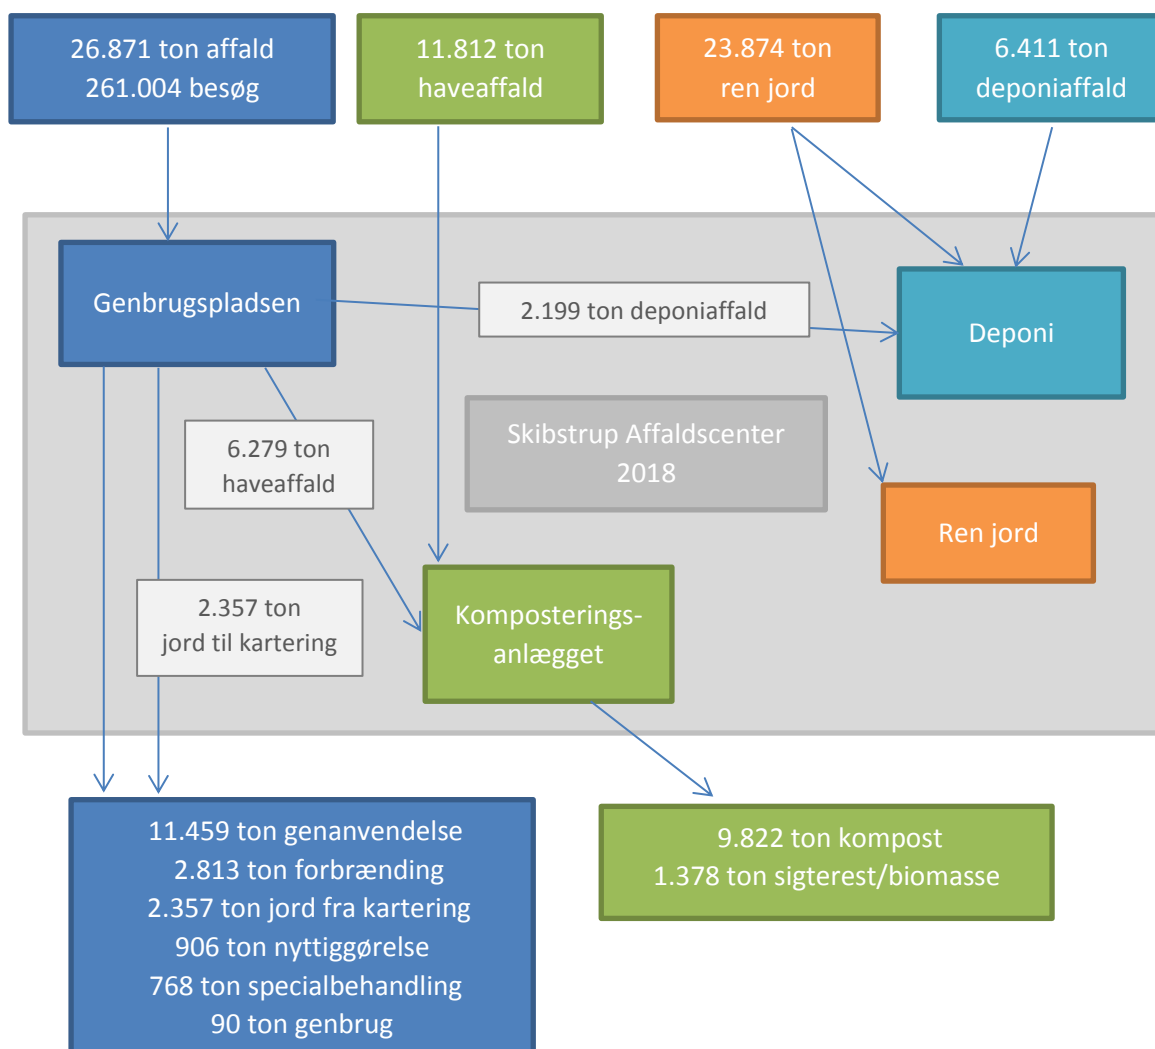 26.871 ton affald
261.004 besøg
11.812 ton
haveaffald
23.874 ton
ren jord
6.411 ton
deponiaffald
Genbrugspladsen
2.199 ton deponiaffald
Deponi
6.279 ton
haveaffald
Skibstrup Affaldscenter
2018
Ren jord
2.357 ton
jord til kartering
Komposterings-
anlægget
11.459 ton genanvendelse
2.813 ton forbrænding
2.357 ton jord fra kartering
906 ton nyttiggørelse
768 ton specialbehandling
90 ton genbrug
9.822 ton kompost
1.378 ton sigterest/biomasse